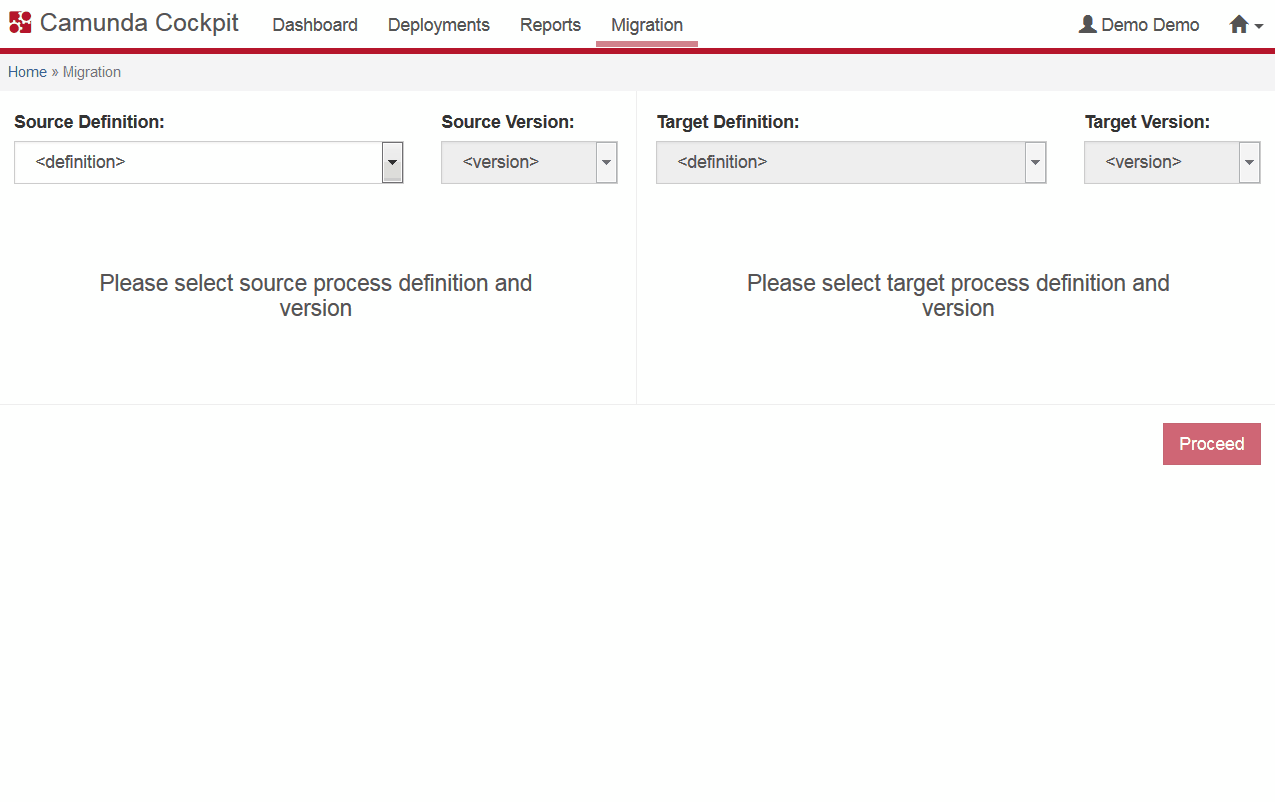 Camunda Cockpit Dashboard Deployments Reports Migration Demo Demo
Home » Migration
Source Definition: Source Version: Target Definition: Target Version:
<definition> <version> <definition> <version>
Please select source process definition and
version
Please select target process definition and
version
Proceed